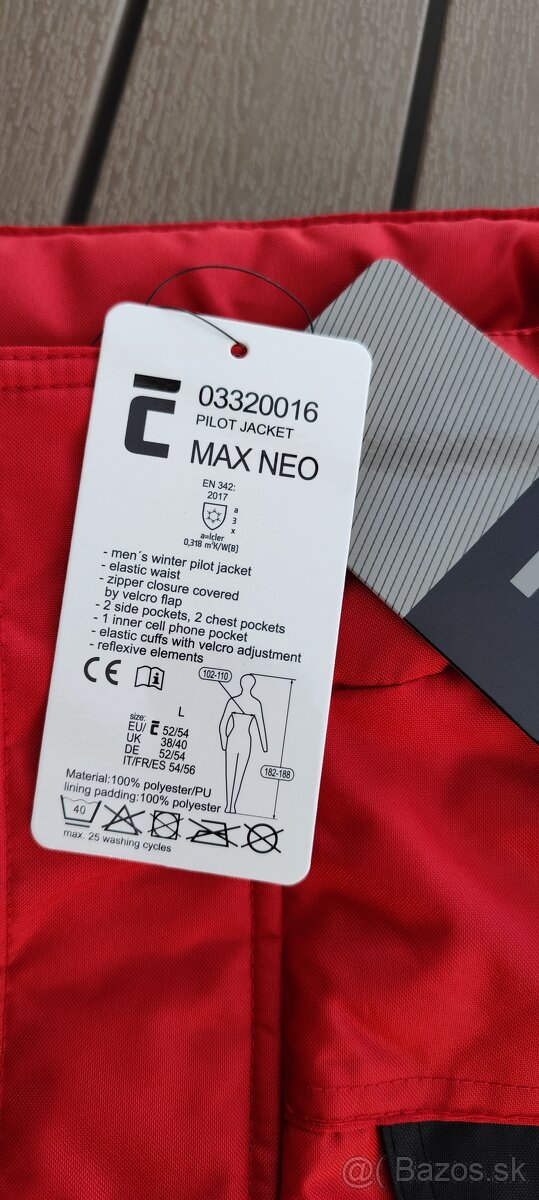 03320016
PILOT JACKET
MAX NEO
EN 342:
2017
a
3
x
a=Icler
0,318 m²K/W(B)
- men´s winter pilot jacket
- elastic waist
- zipper closure covered
by velcro flap
- 2 side pockets, 2 chest pockets
- 1 inner cell phone pocket
- elastic cuffs with velcro adjustment
- reflexive elements
CE
i
102-110
182-188
size: L
EU/ 52/54
UK 38/40
DE 52/54
IT/FR/ES 54/56
Material:100% polyester/PU
lining padding:100% polyester
40
max. 25 washing cycles
@( Bazos.sk